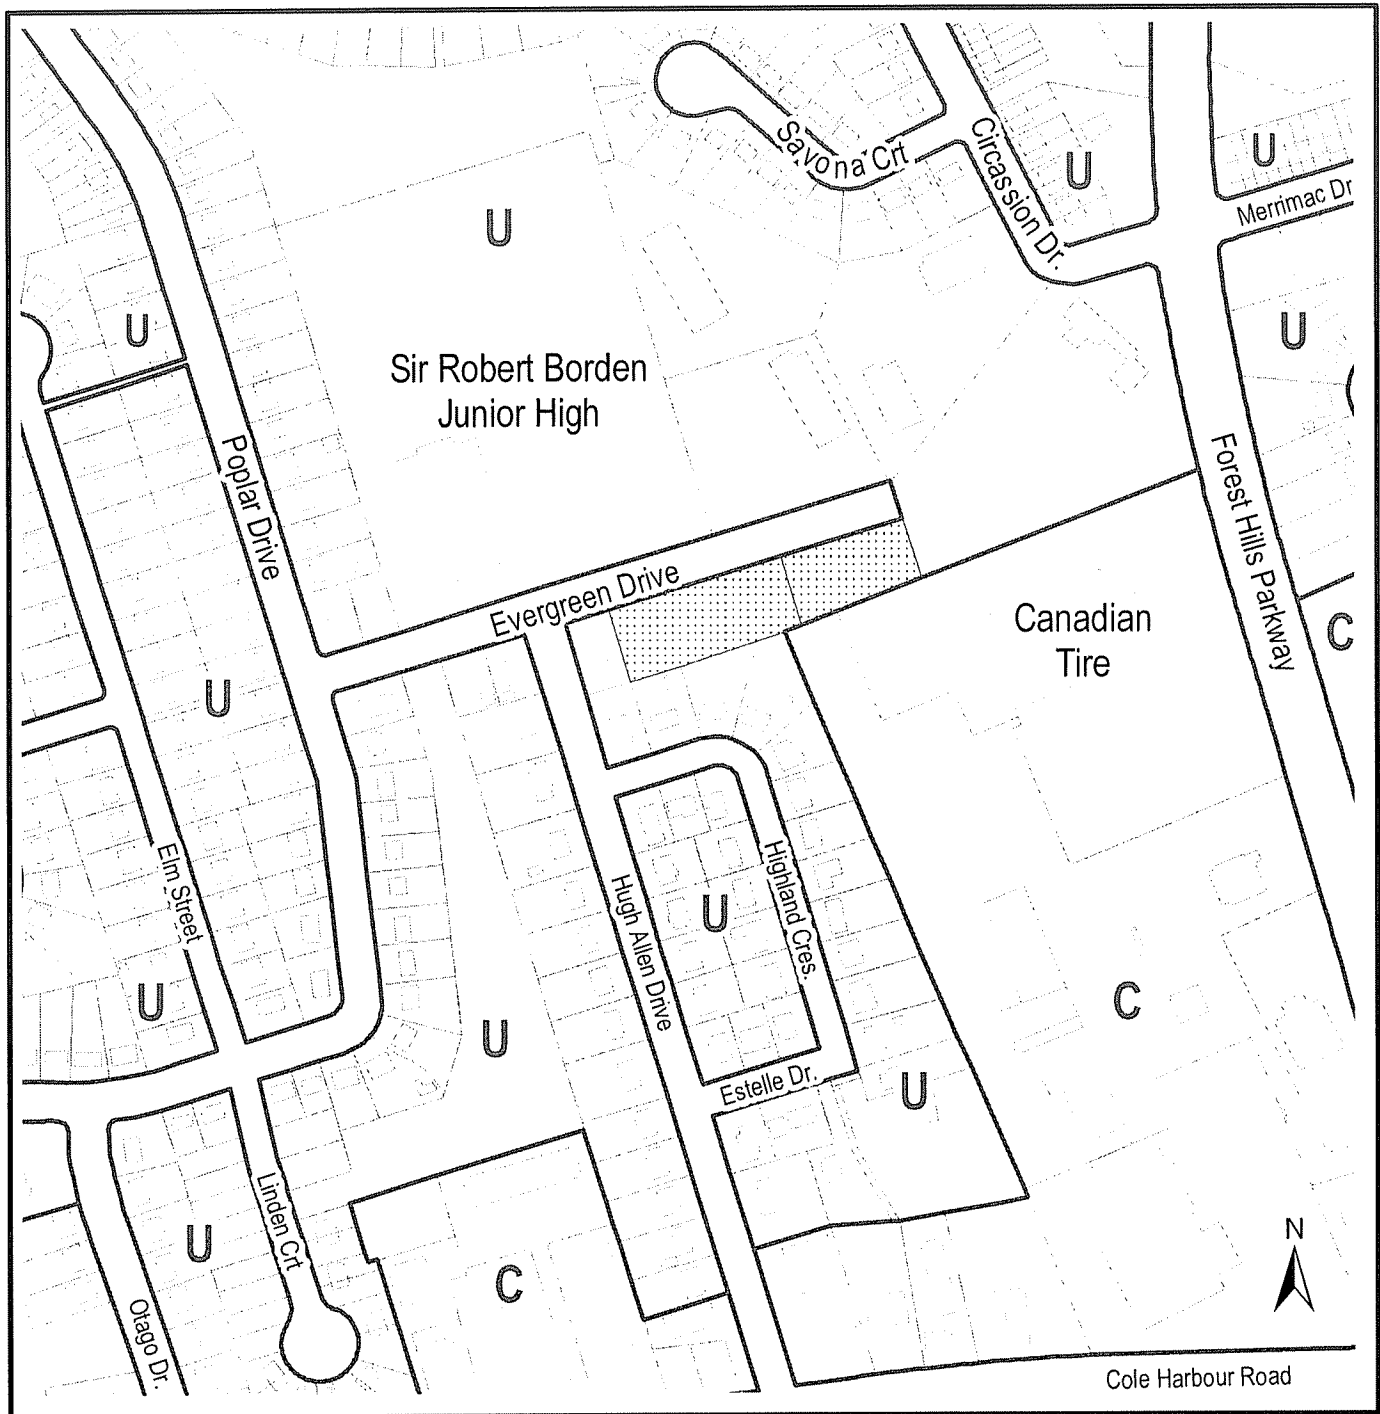 Savona Crt
Circassion Dr.
U
U
Merrimac Dr
U
U
U
Sir Robert Borden
Junior High
Poplar Drive
Forest Hills Parkway
Evergreen Drive
Canadian
Tire
C
U
Elm Street
Hugh Allen Drive
Highland Cres.
U
U
U
C
Estelle Dr.
U
Linden Crt
U
C
N
Otago Dr.
Cole Harbour Road